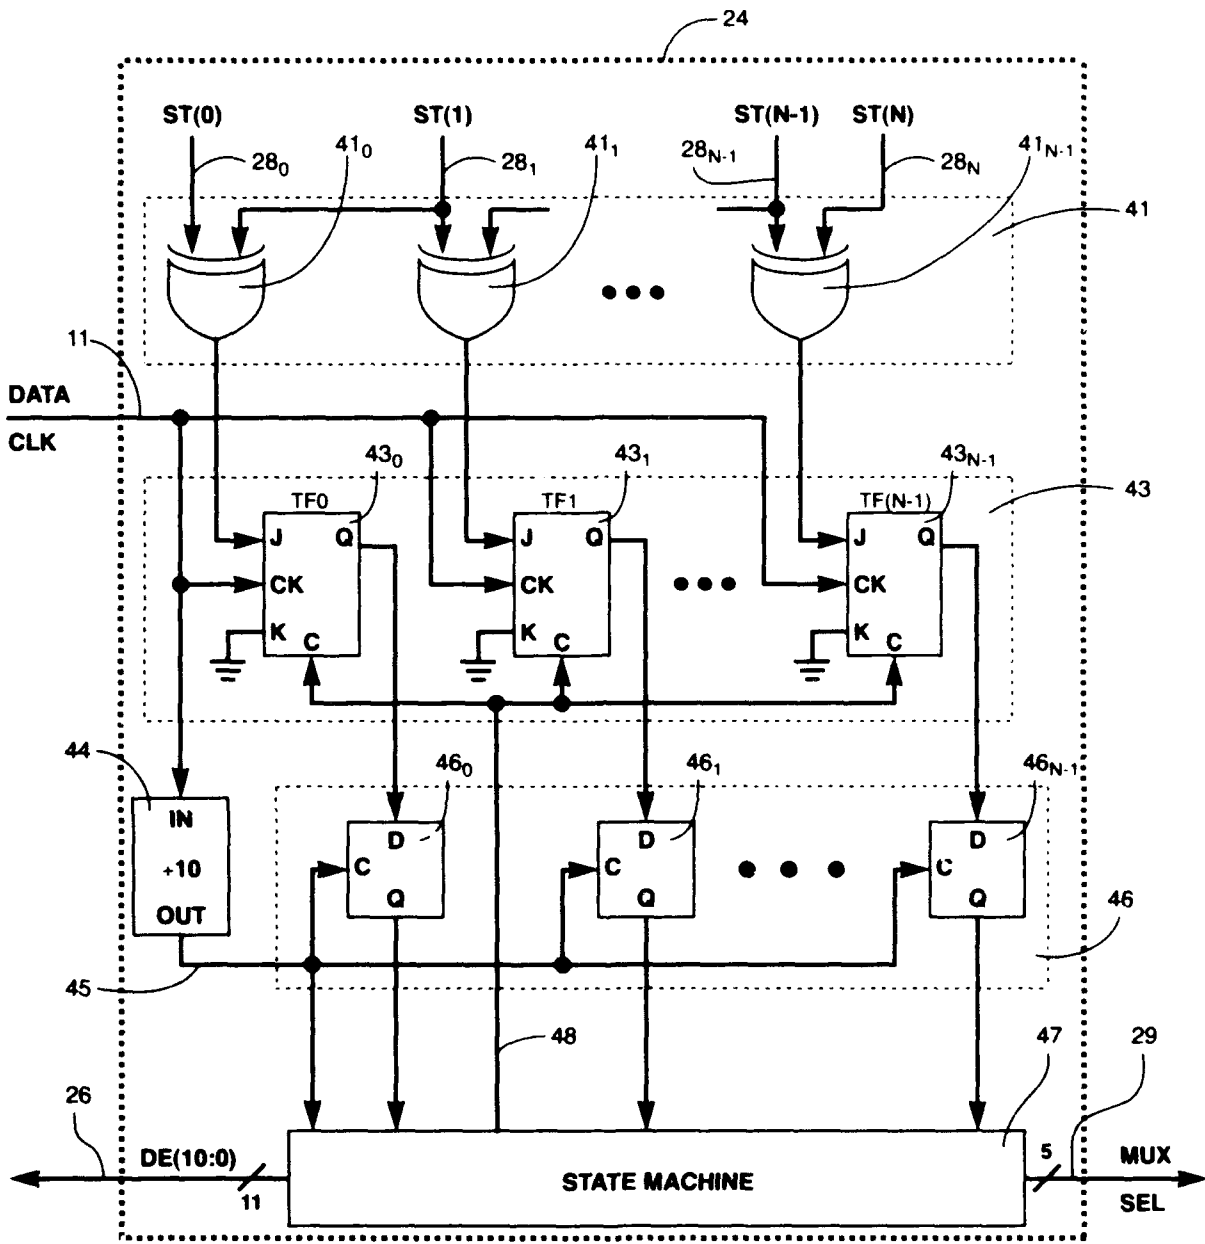 24
ST(0)
ST(1)
ST(N-1)
ST(N)
28₀
41₀
28₁
41₁
28N-1
28N
41N-1
41
11
DATA
CLK
43₀
43₁
43N-1
43
TF0
TF1
TF(N-1)
J
Q
J
Q
J
Q
CK
CK
CK
K
K
K
C
C
C
44
46₀
46₁
46N-1
IN
÷10
OUT
D
C
Q
D
C
Q
D
C
Q
46
45
48
47
29
26
DE(10:0)
11
STATE MACHINE
5
MUX
SEL